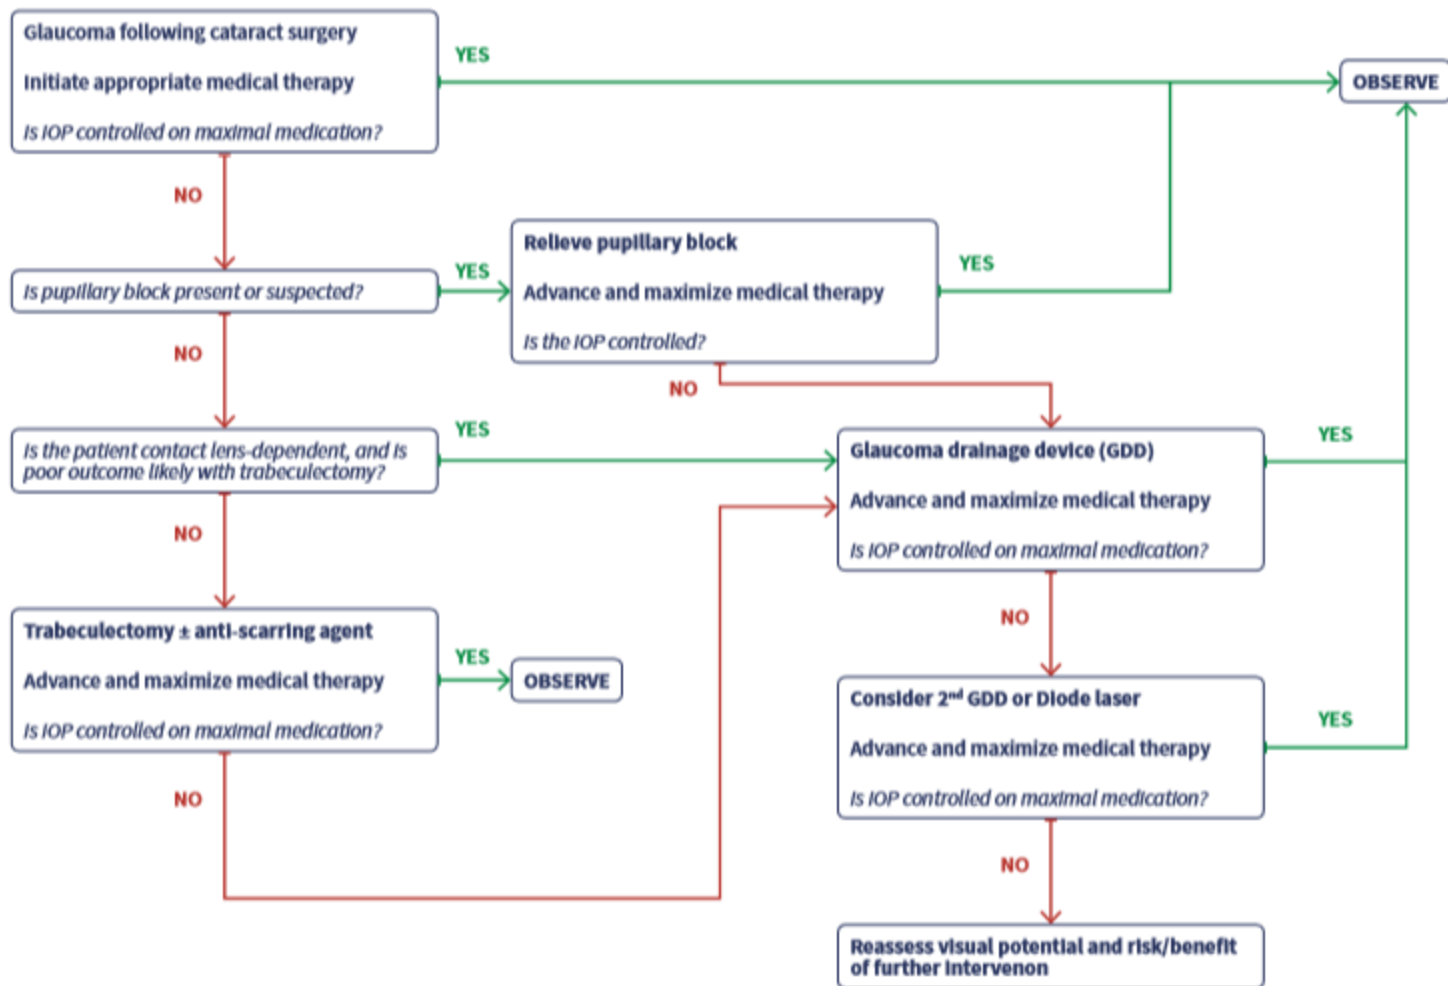 Glaucoma following cataract surgery
Initiate appropriate medical therapy
Is IOP controlled on maximal medication?
YES
OBSERVE
NO
Is pupillary block present or suspected?
YES
Relieve pupillary block
Advance and maximize medical therapy
Is the IOP controlled?
YES
NO
NO
Is the patient contact lens-dependent, and is
poor outcome likely with trabeculectomy?
YES
Glaucoma drainage device (GDD)
Advance and maximize medical therapy
Is IOP controlled on maximal medication?
YES
NO
NO
Trabeculectomy ± anti-scarring agent
Advance and maximize medical therapy
Is IOP controlled on maximal medication?
YES
OBSERVE
NO
Consider 2nd GDD or Diode laser
Advance and maximize medical therapy
Is IOP controlled on maximal medication?
YES
NO
Reassess visual potential and risk/benefit
of further intervenon